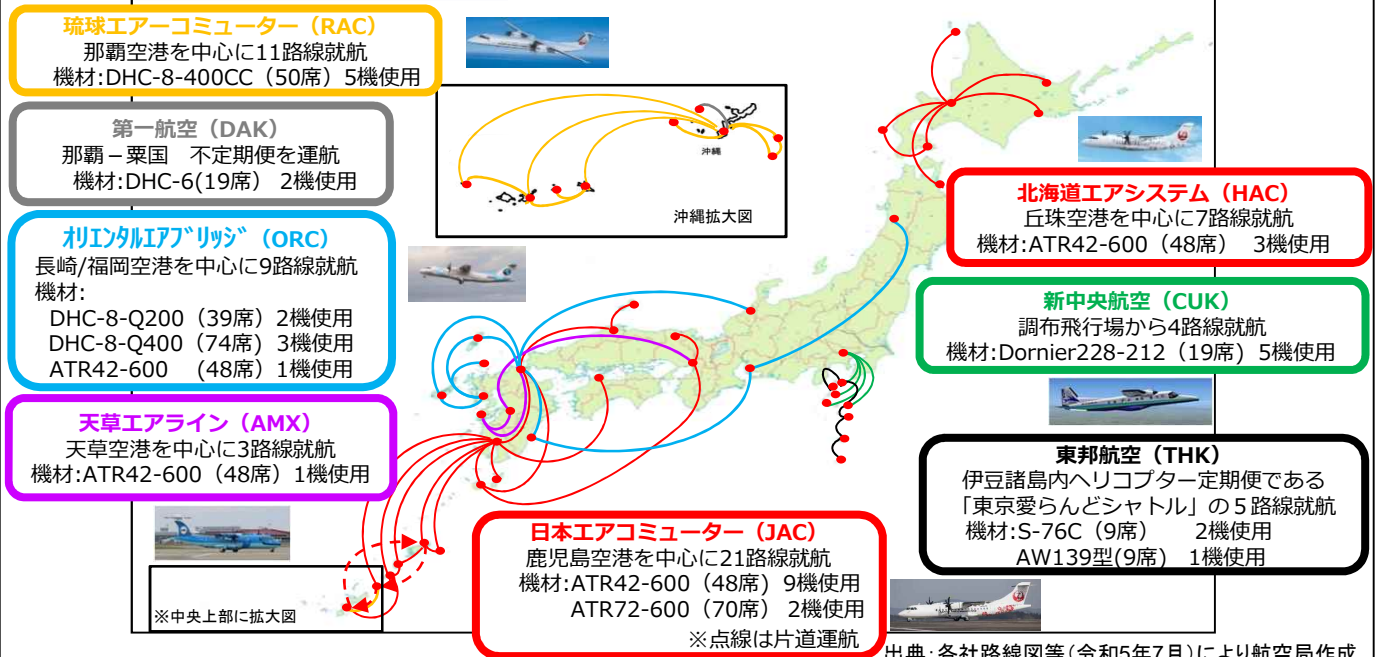 琉球エアーコミューター（RAC）
那覇空港を中心に11路線就航
機材:DHC-8-400CC（50席）5機使用
第一航空（DAK）
那覇－粟国　不定期便を運航
機材:DHC-6(19席） 2機使用
ｵﾘｴﾝﾀﾙｴｱﾌﾞﾘｯｼﾞ（ORC）
長崎/福岡空港を中心に9路線就航
機材:
DHC-8-Q200（39席）2機使用
DHC-8-Q400（74席）3機使用
ATR42-600　(48席）1機使用
天草エアライン（AMX）
天草空港を中心に3路線就航
機材:ATR42-600（48席）1機使用
※中央上部に拡大図
沖縄
沖縄拡大図
北海道エアシステム（HAC）
丘珠空港を中心に7路線就航
機材:ATR42-600（48席）　3機使用
新中央航空（CUK）
調布飛行場から4路線就航
機材:Dornier228-212（19席）5機使用
東邦航空（THK）
伊豆諸島内ヘリコプター定期便である
「東京愛らんどシャトル」の５路線就航
機材:S-76C（9席）　2機使用
AW139型(9席)　1機使用
日本エアコミューター（JAC）
鹿児島空港を中心に21路線就航
機材:ATR42-600（48席）9機使用
ATR72-600（70席）2機使用
※点線は片道運航
出典:各社路線図等(令和5年7月)により航空局作成